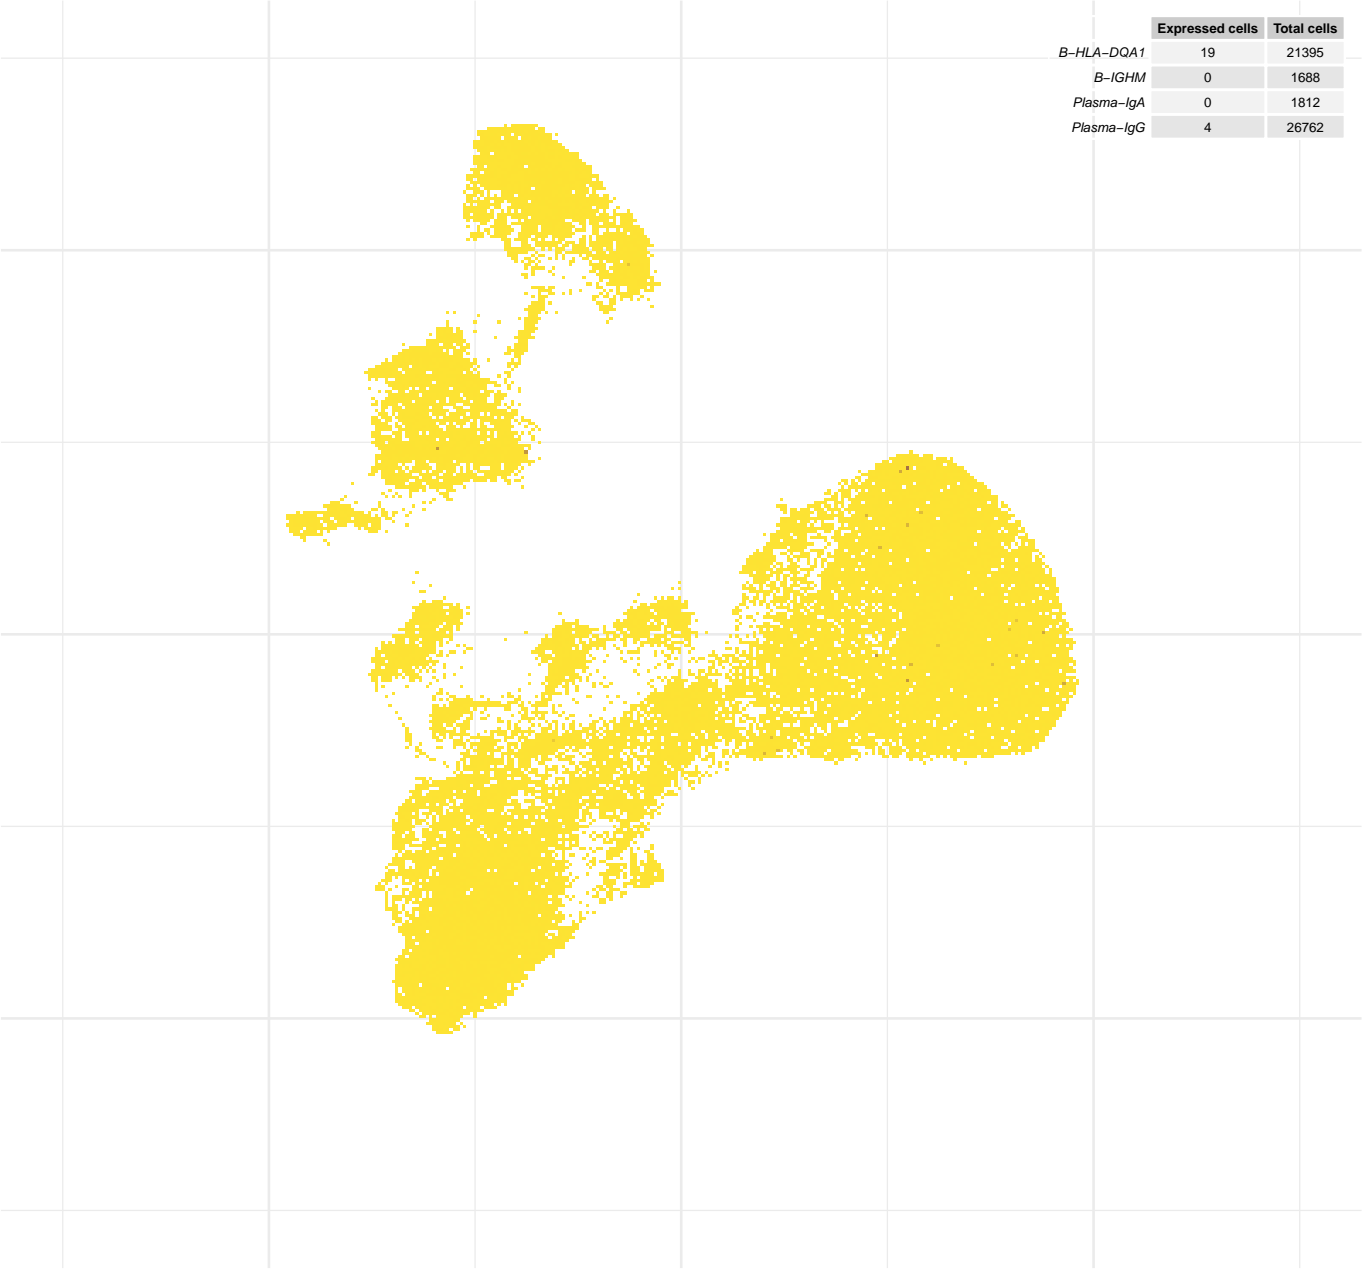 Expressed cells Total cells
B−HLA−DQA1 19 21395
B−IGHM 0 1688
Plasma−IgA 0 1812
Plasma−IgG 4 26762